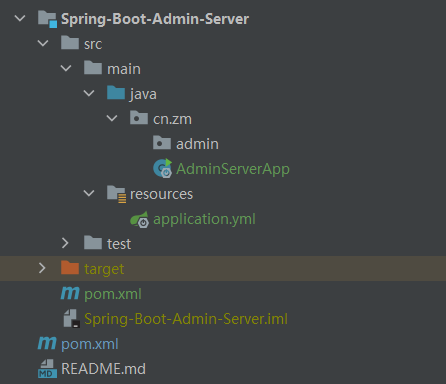 Spring-Boot-Admin-Server
src
main
java
cn.zm
admin
AdminServerApp
resources
application.yml
test
target
pom.xml
Spring-Boot-Admin-Server.iml
pom.xml
README.md